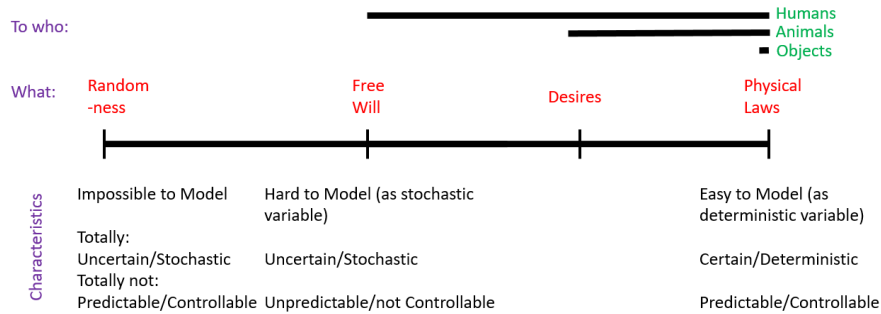 To who:
Humans
Animals
Objects
What:
Random
-ness
Free
Will
Desires
Physical
Laws
Characteristics
Impossible to Model
Totally:
Uncertain/Stochastic
Totally not:
Predictable/Controllable
Hard to Model (as stochastic
variable)
Uncertain/Stochastic
Unpredictable/not Controllable
Easy to Model (as
deterministic variable)
Certain/Deterministic
Predictable/Controllable